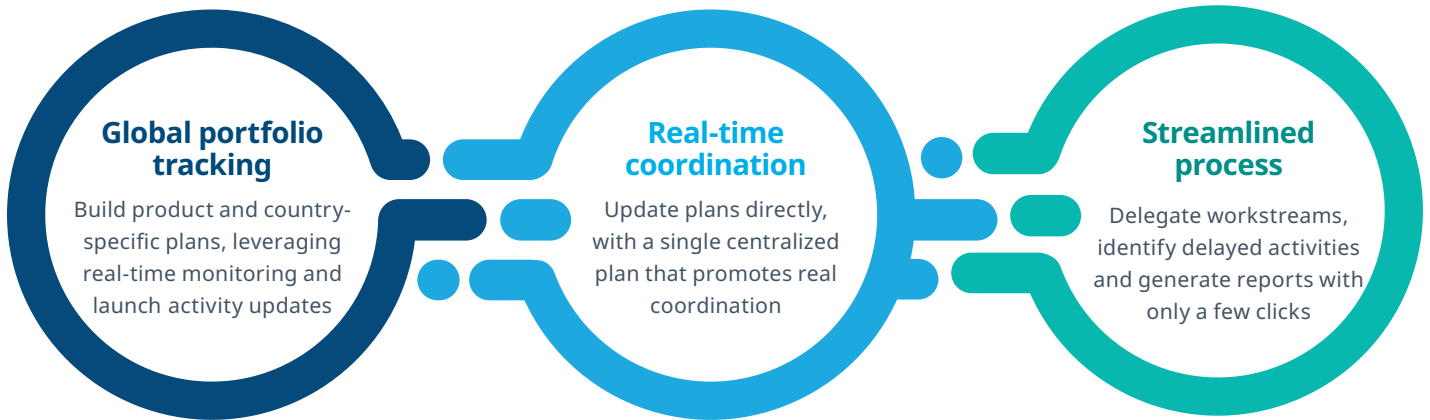 Global portfolio
tracking
Build product and country-
specific plans, leveraging
real-time monitoring and
launch activity updates
Real-time
coordination
Update plans directly,
with a single centralized
plan that promotes real
coordination
Streamlined
process
Delegate workstreams,
identify delayed activities
and generate reports with
only a few clicks